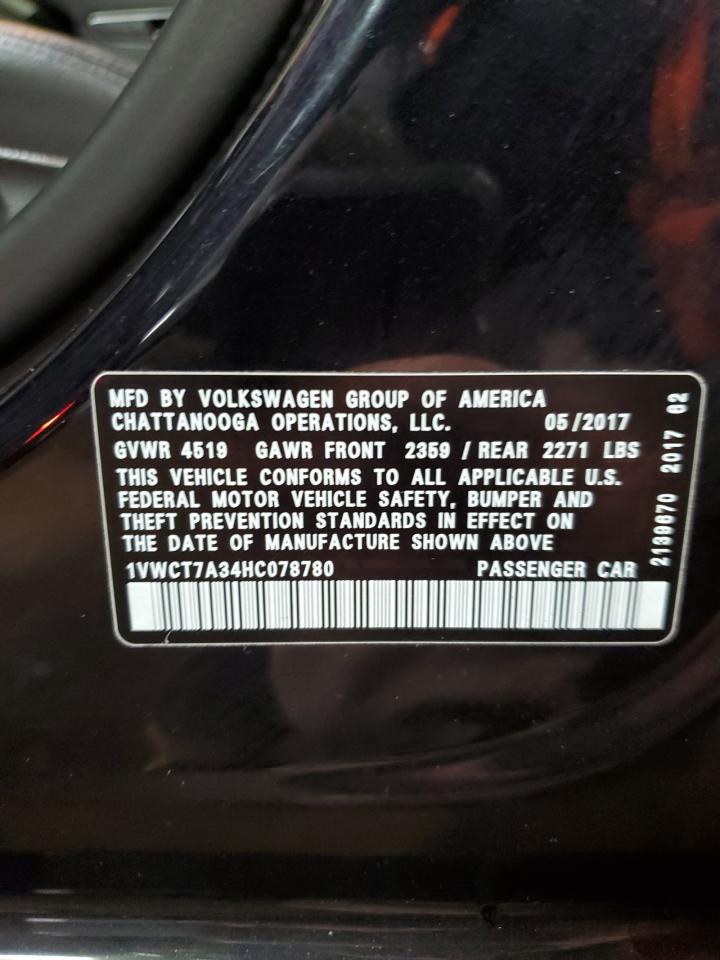 MFD BY VOLKSWAGEN GROUP OF AMERICA
CHATTANOOGA OPERATIONS, LLC. 05/2017
GVWR 4519 GAWR FRONT 2359 / REAR 2271 LBS
THIS VEHICLE CONFORMS TO ALL APPLICABLE U.S.
FEDERAL MOTOR VEHICLE SAFETY, BUMPER AND
THEFT PREVENTION STANDARDS IN EFFECT ON
THE DATE OF MANUFACTURE SHOWN ABOVE
1VWCT7A34HC078780 PASSENGER CAR
2139670 2017 02